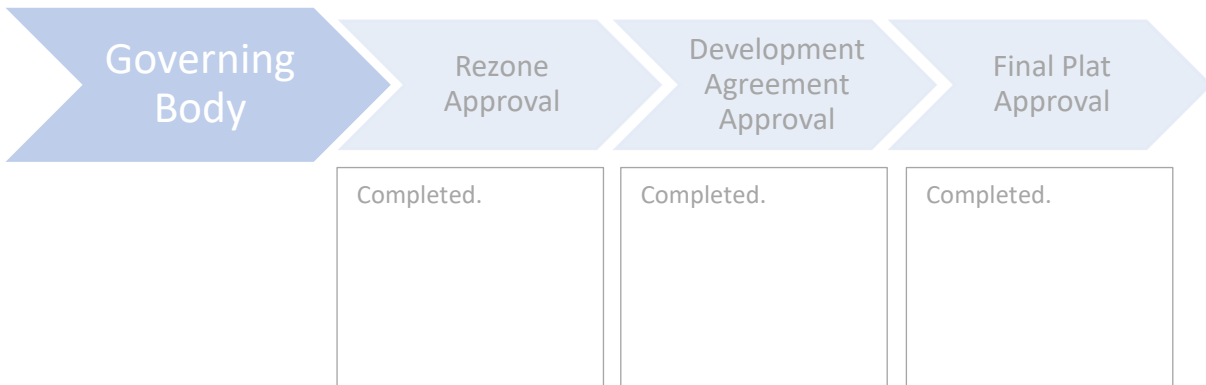 Governing
Body
Rezone
Approval
Development
Agreement
Approval
Final Plat
Approval
Completed.
Completed.
Completed.